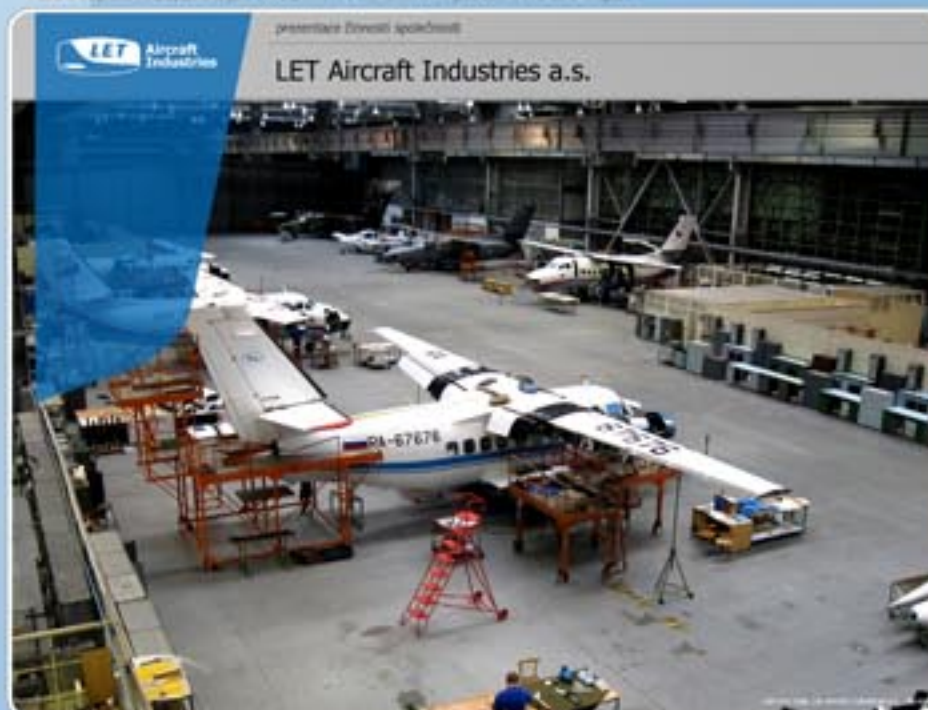 prezentace činnosti společnosti
LET Aircraft Industries
LET Aircraft Industries a.s.
RA-67676